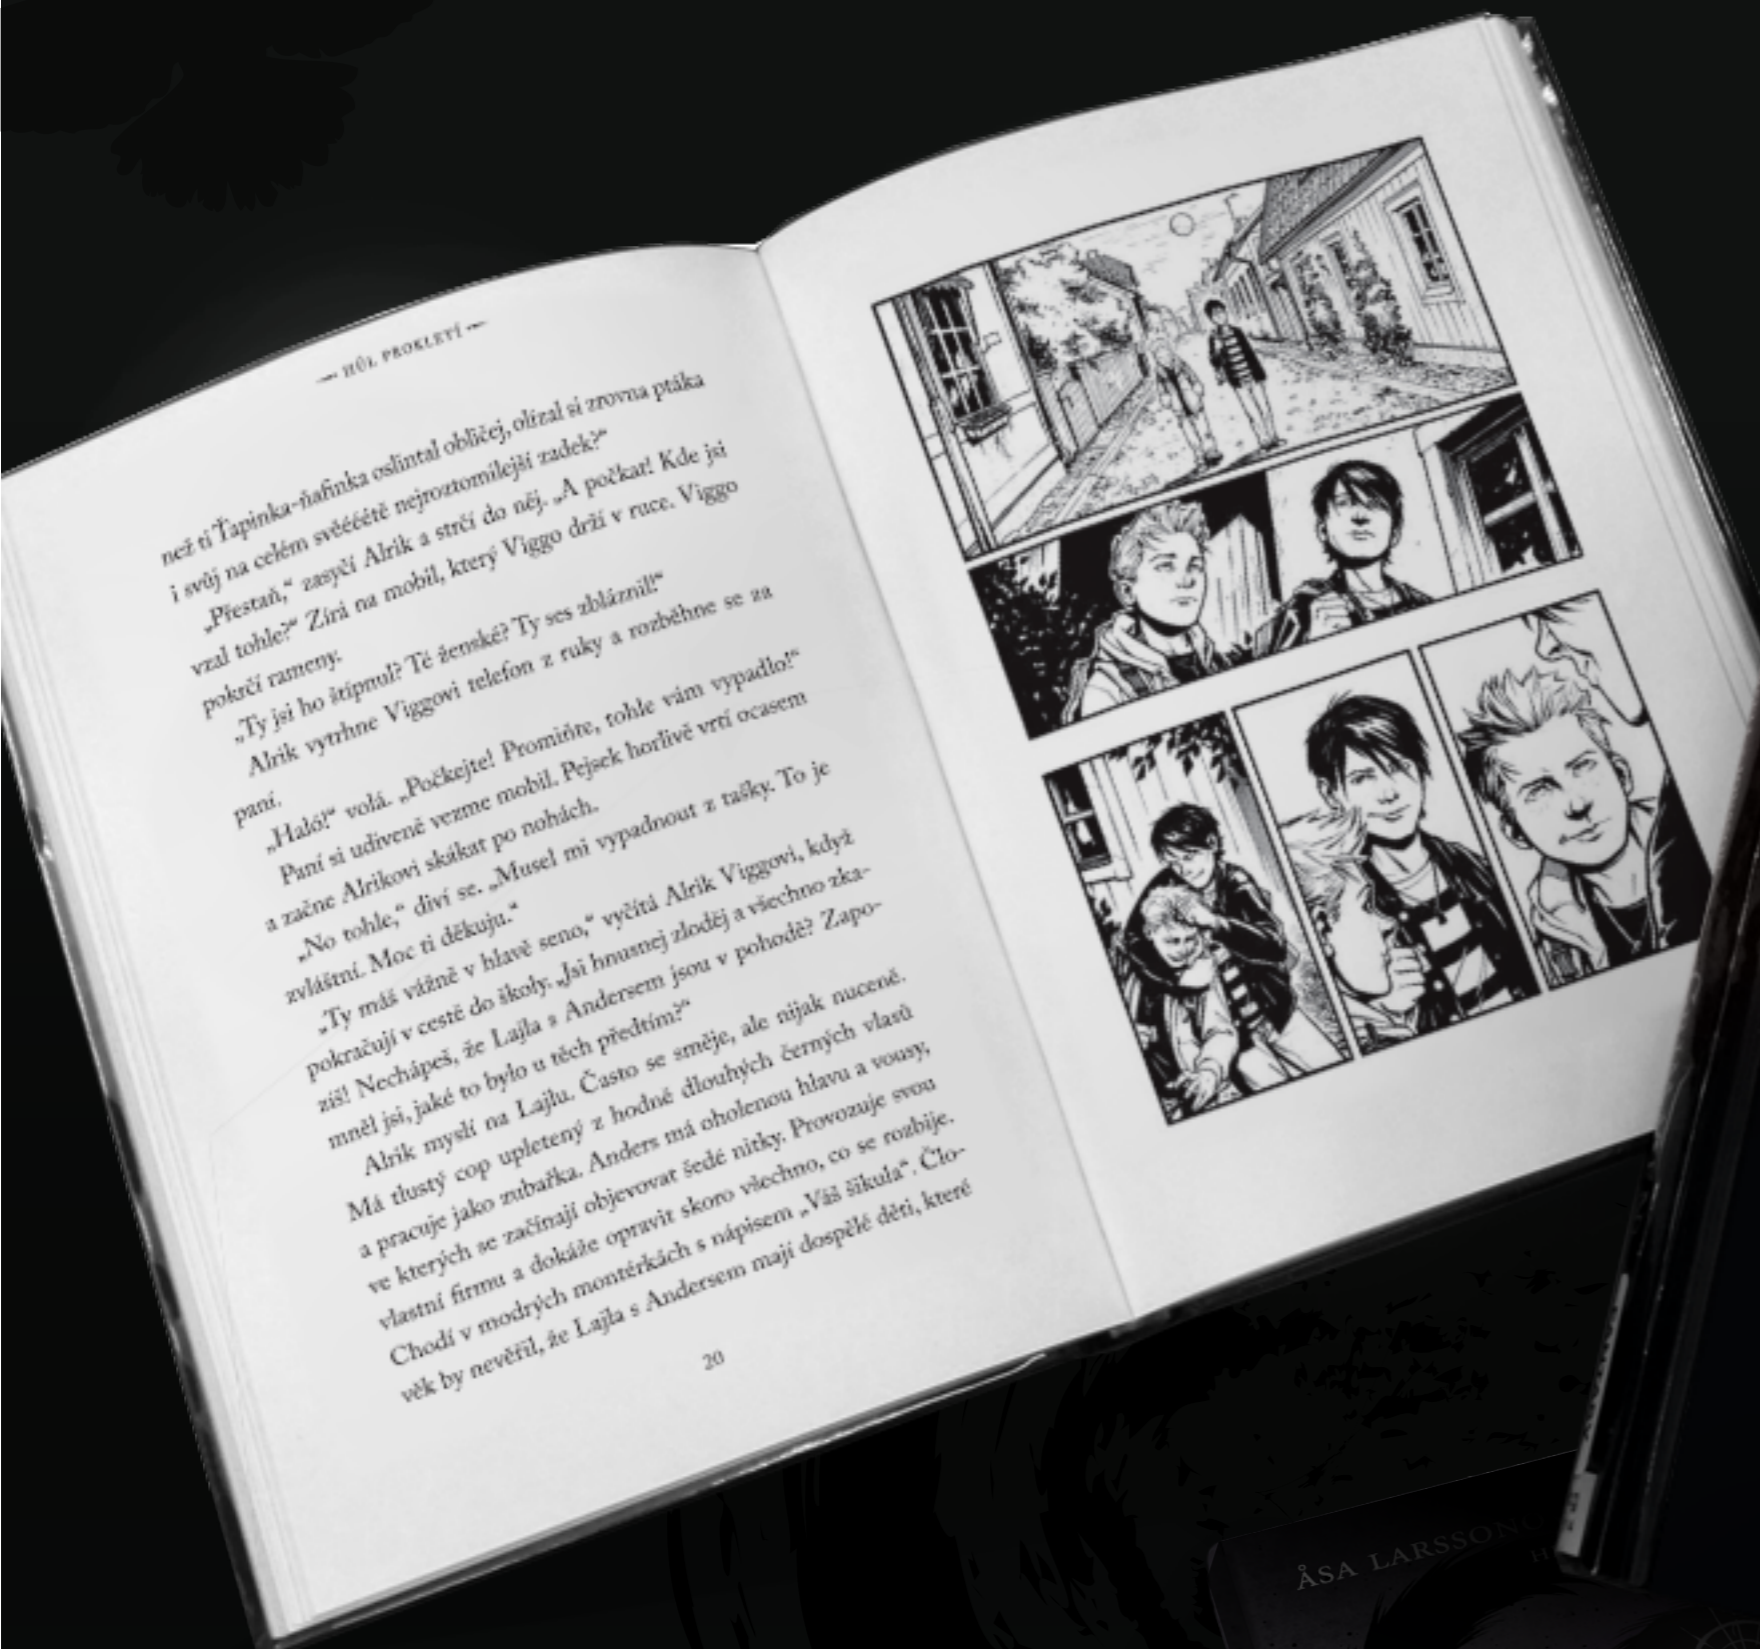 HŮL PROKLETÍ
než ti Ťapinka-ňafinka oslintal obličej, olízal si zrovna ptáka
i svůj na celém svěéééětě nejroztomilejší zadek?“
„Přestaň,“ zasyčí Alrik a strčí do něj. „A počkat! Kde jsi
vzal tohle?“ Zírá na mobil, který Viggo drží v ruce. Viggo
pokrčí rameny.
„Ty jsi ho štípnul? Té ženské? Ty ses zbláznil!“
Alrik vytrhne Viggovi telefon z ruky a rozběhne se za
paní.
„Haló!“ volá. „Počkejte! Promiňte, tohle vám vypadlo!“
Paní si udiveně vezme mobil. Pejsek horlivě vrtí ocasem
a začne Alrikovi skákat po nohách.
„No tohle,“ diví se. „Musel mi vypadnout z tašky. To je
zvláštní. Moc ti děkuju.“
„Ty máš vážně v hlavě seno,“ vyčítá Alrik Viggovi, když
pokračují v cestě do školy. „Jsi hnusnej zloděj a všechno zka-
zíš! Nechápeš, že Lajla s Andersem jsou v pohodě? Zapo-
mněl jsi, jaké to bylo u těch předtím?“
Alrik myslí na Lajlu. Často se směje, ale nijak nuceně.
Má tlustý cop upletený z hodně dlouhých černých vlasů
a pracuje jako zubařka. Anders má oholenou hlavu a vousy,
ve kterých se začínají objevovat šedé nitky. Provozuje svou
vlastní firmu a dokáže opravit skoro všechno, co se rozbije.
Chodí v modrých montérkách s nápisem „Váš šikula“. Člo-
věk by nevěřil, že Lajla s Andersem mají dospělé děti, které
20
ÅSA LARSSON